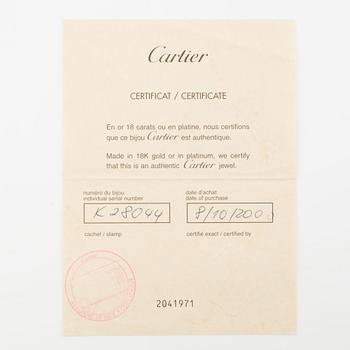 Cartier
CERTIFICAT / CERTIFICATE
En or 18 carats ou en platine, nous certifions
que ce bijou Cartier est authentique.
Made in 18K gold or in platinum, we certify
that this is an authentic Cartier jewel.
numéro du bijou date d'achat
individual serial number date of purchase
K28044 8/10/2000
cachet / stamp certifié exact / certified by
2041971